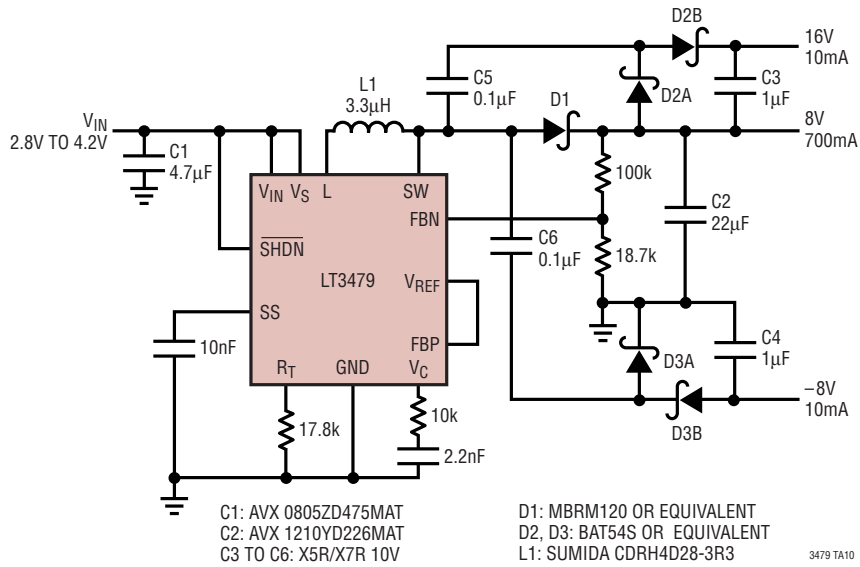 D2B
16V
10mA
L1
3.3μH
C5
0.1μF
D1
D2A
C3
1μF
VIN
2.8V TO 4.2V
C1
4.7μF
8V
700mA
VIN
VS
L
SW
100k
FBN
C2
22μF
SHDN
C6
0.1μF
18.7k
LT3479
VREF
SS
FBP
10nF
RT
GND
VC
D3A
C4
1μF
–8V
10mA
17.8k
10k
D3B
2.2nF
C1: AVX 0805ZD475MAT
C2: AVX 1210YD226MAT
C3 TO C6: X5R/X7R 10V
D1: MBRM120 OR EQUIVALENT
D2, D3: BAT54S OR EQUIVALENT
L1: SUMIDA CDRH4D28-3R3
3479 TA10